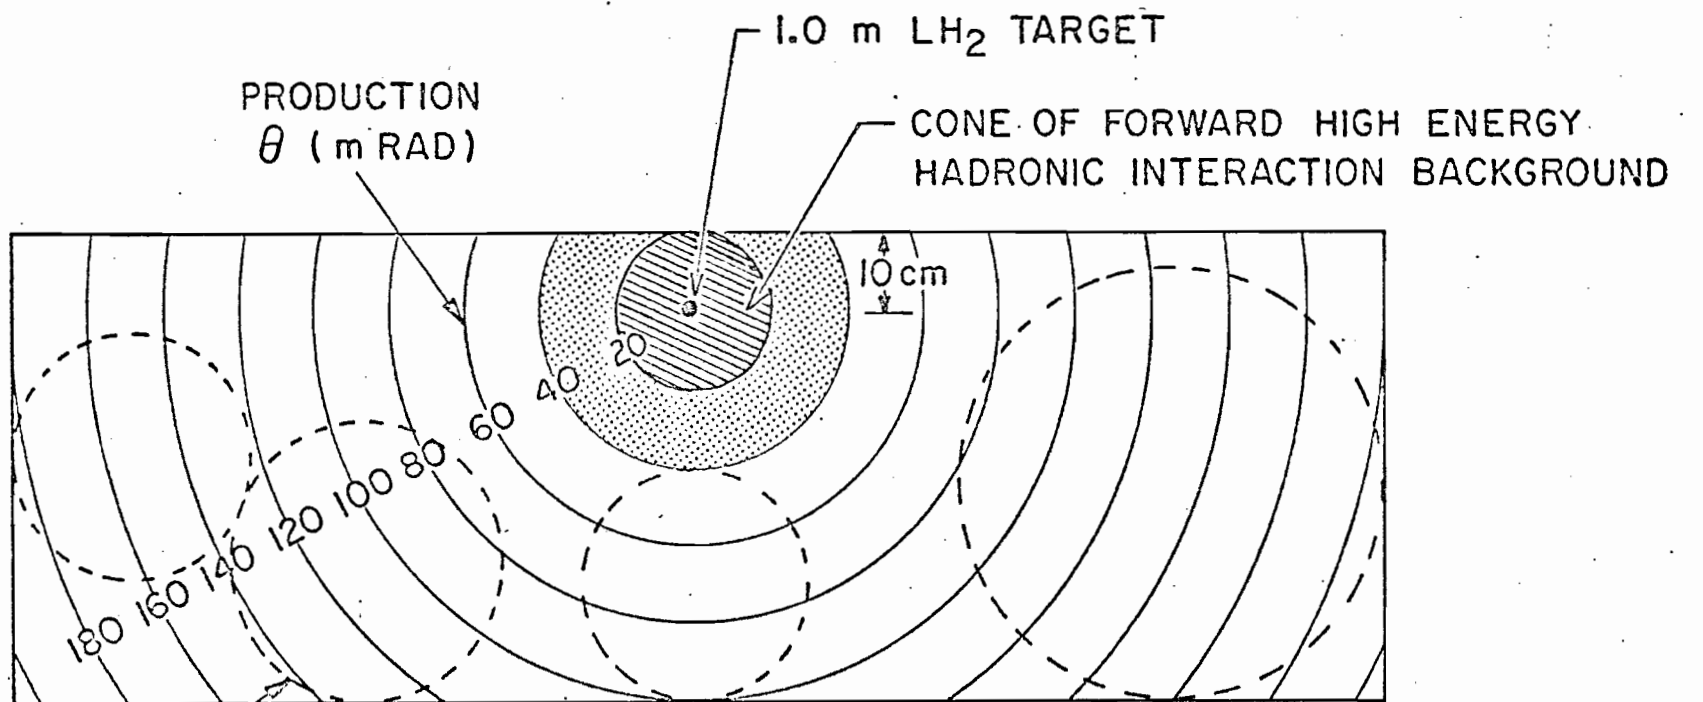 1.0 m LH₂ TARGET
PRODUCTION
θ (m RAD)
CONE OF FORWARD HIGH ENERGY
HADRONIC INTERACTION BACKGROUND
10 cm
20
40
60
80
100
120
140
160
180